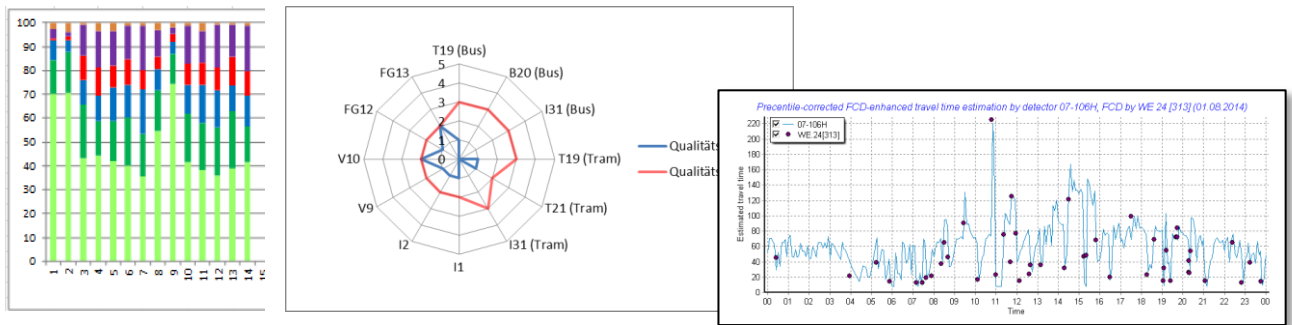 100
90
80
70
60
50
40
30
20
10
0
1 2 3 4 5 6 7 8 9 10 11 12 13 14 15
T19 (Bus)
B20 (Bus)
I31 (Bus)
T19 (Tram)
T21 (Tram)
I31 (Tram)
I1
I2
V9
V10
FG12
FG13
5
4
3
2
1
0
Qualitäts
Qualitäts
Precentile-corrected FCD-enhanced travel time estimation by detector 07-106H, FCD by WE 24 [313] (01.08.2014)
07-106H
WE 24[313]
Estimated travel time
220
200
180
160
140
120
100
80
60
40
20
0
00 01 02 03 04 05 06 07 08 09 10 11 12 13 14 15 16 17 18 19 20 21 22 23 00
Time